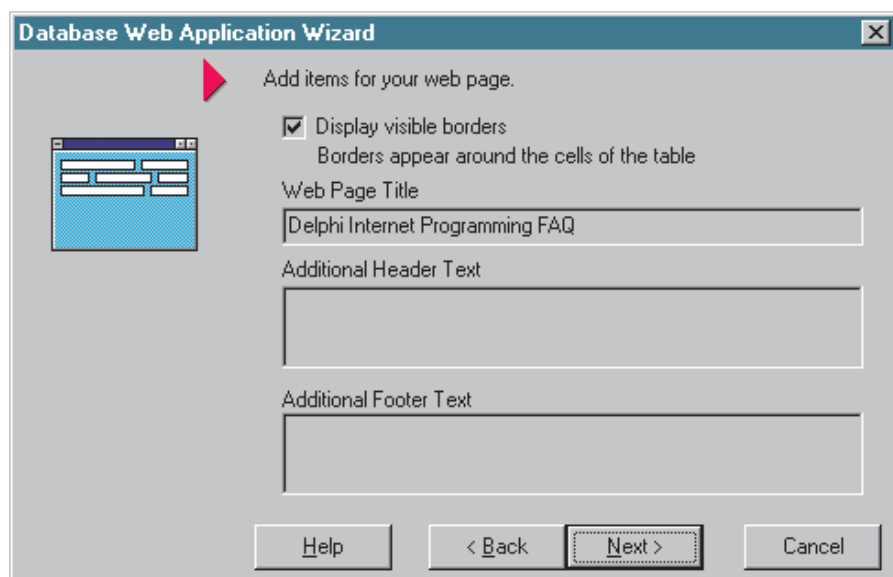 Database Web Application Wizard
Add items for your web page.
Display visible borders
Borders appear around the cells of the table
Web Page Title
Delphi Internet Programming FAQ
Additional Header Text
Additional Footer Text
Help
< Back
Next >
Cancel